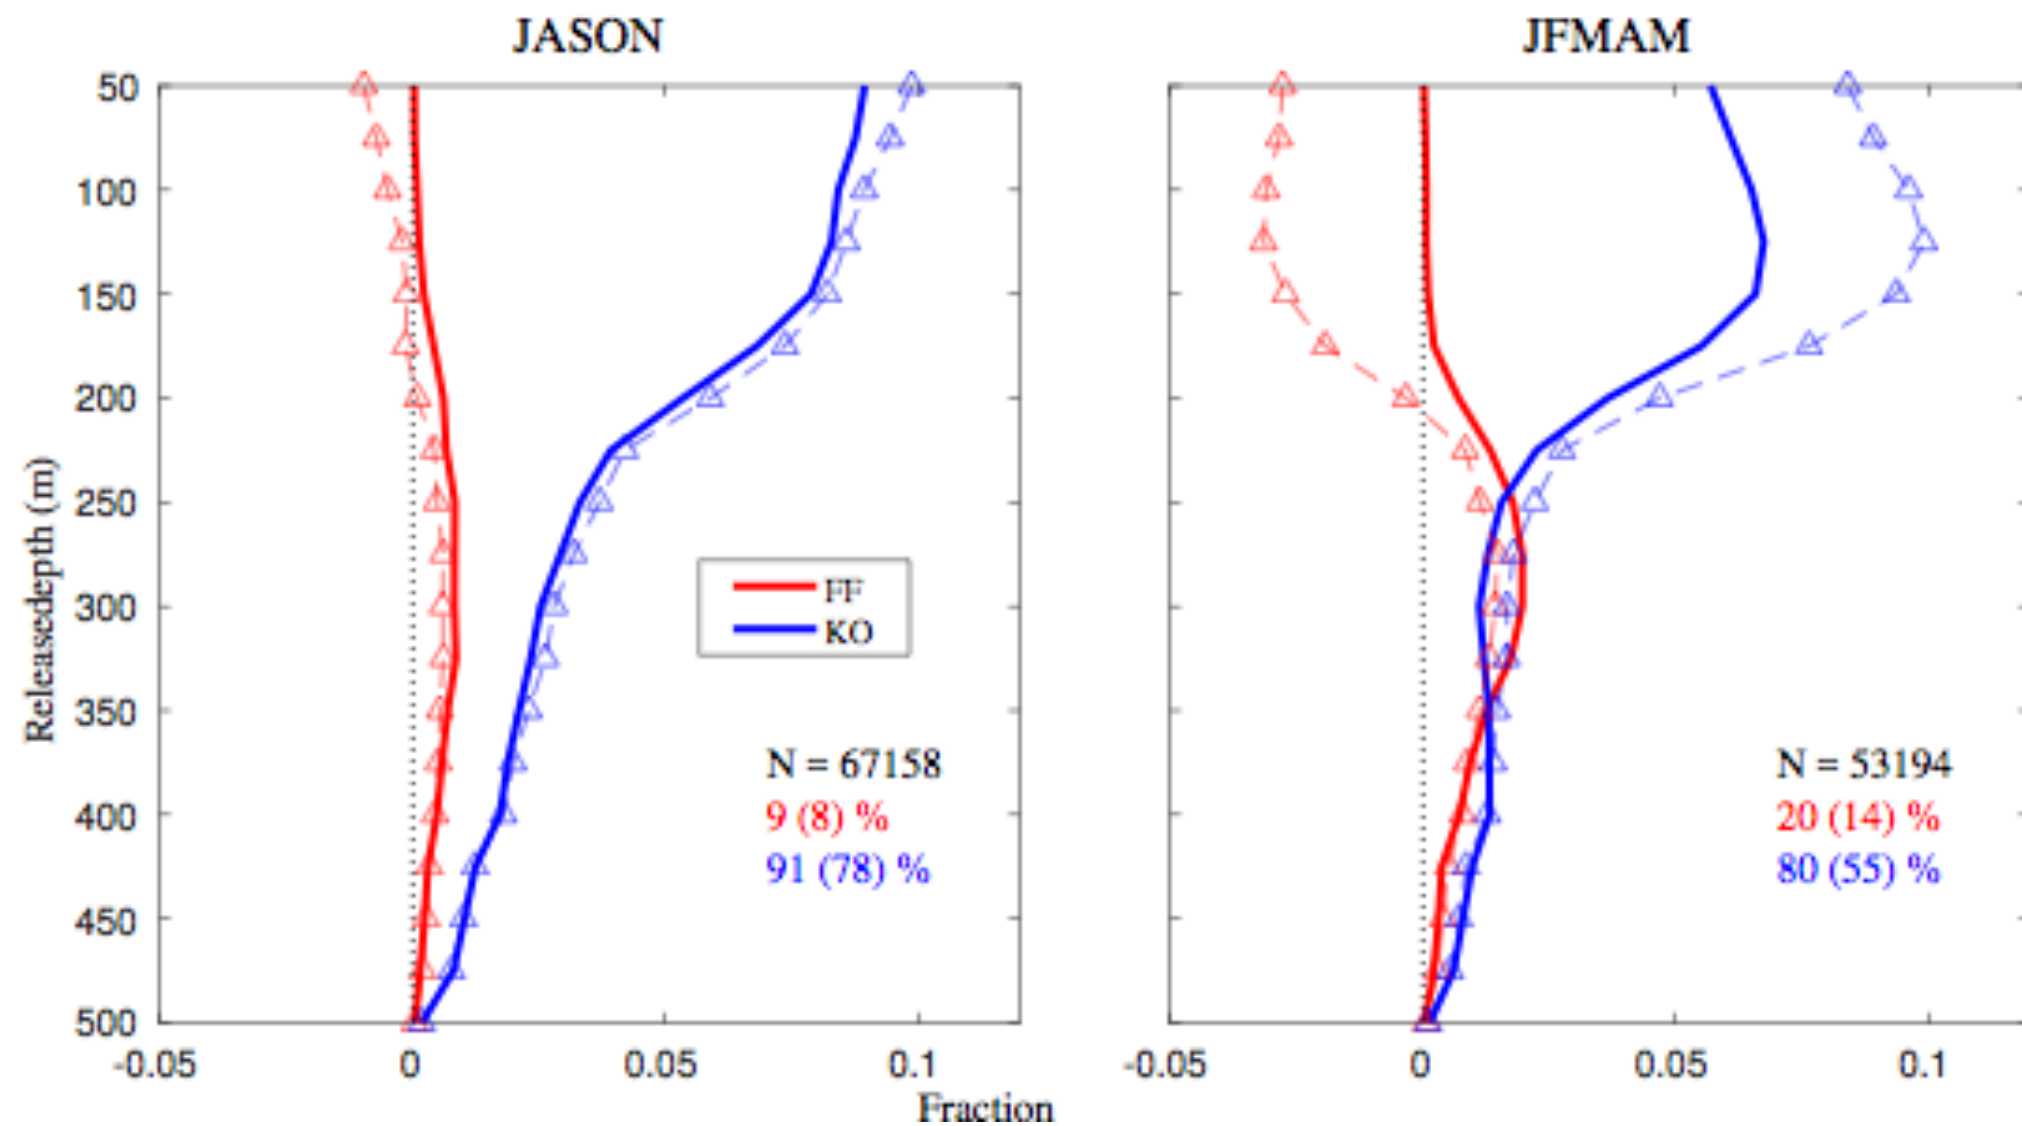 JASON
JFMAM
50
100
150
200
250
300
350
400
450
500
Releasedepth (m)
FF
KO
N = 67158
9 (8) %
91 (78) %
N = 53194
20 (14) %
80 (55) %
-0.05 0 0.05 0.1
-0.05 0 0.05 0.1
Fraction